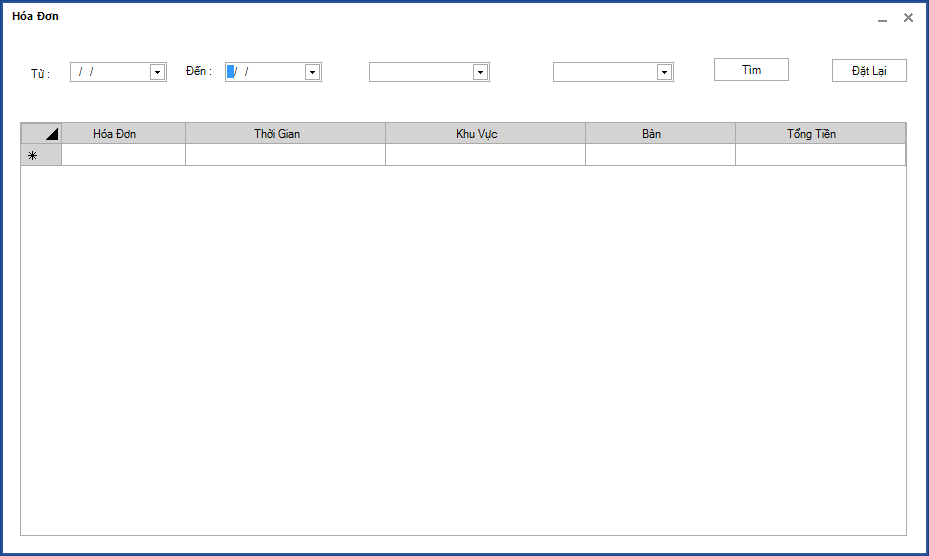 Hóa Đơn
Từ : / / Đến : / / Tìm Đặt Lại
Hóa Đơn Thời Gian Khu Vực Bàn Tổng Tiền